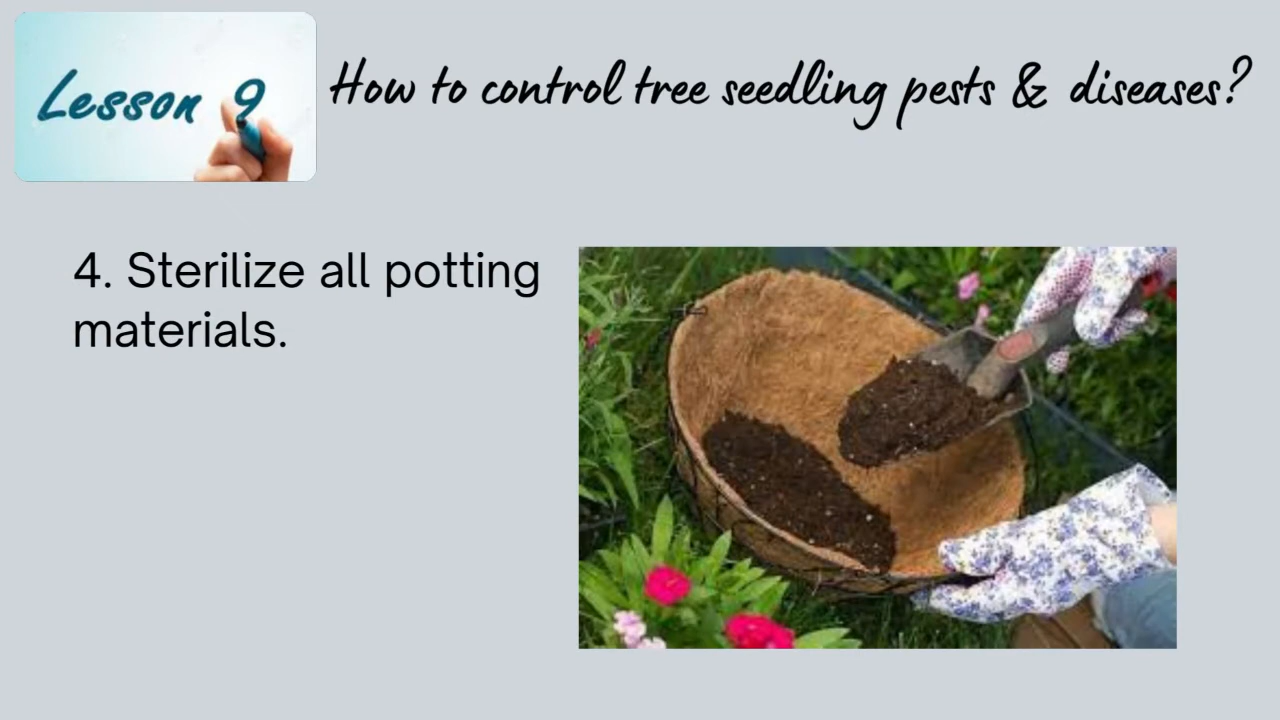 Lesson 9
How to control tree seedling pests & diseases?
4. Sterilize all potting
materials.